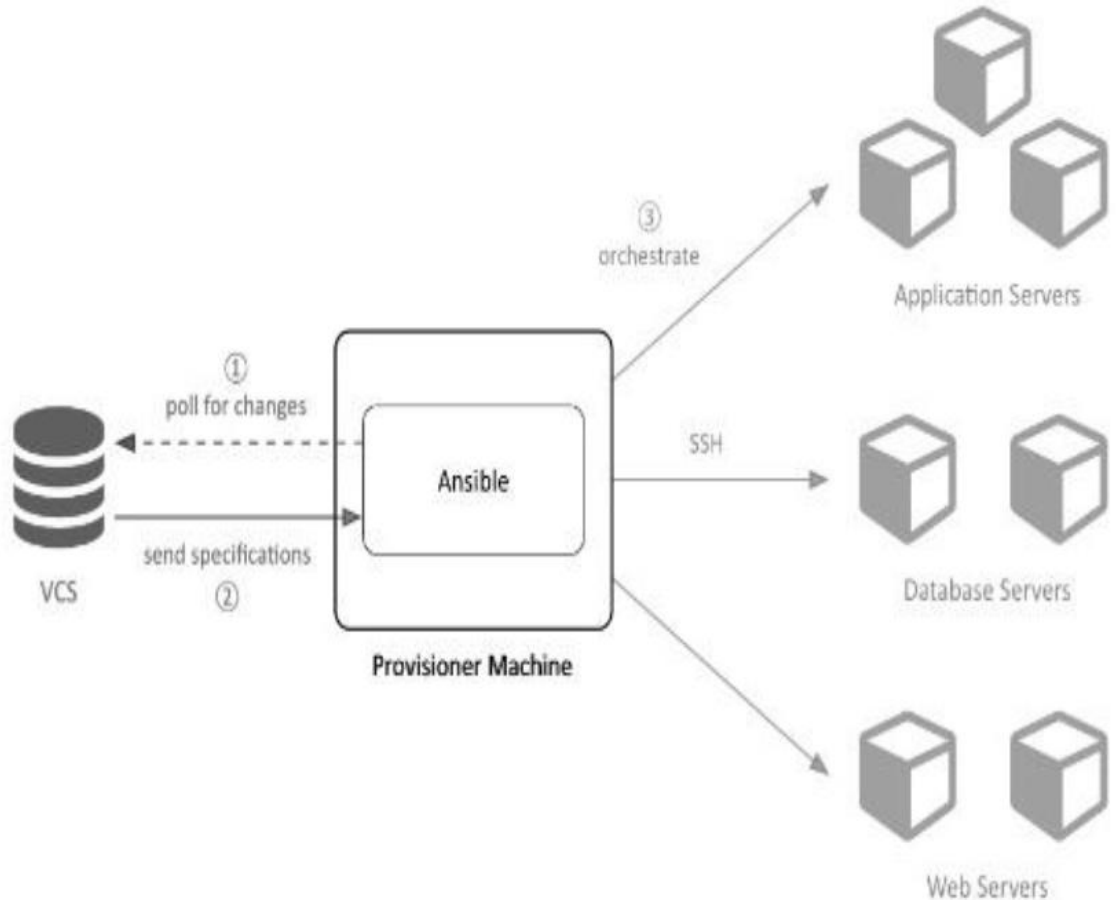 ③
orchestrate
Application Servers
①
poll for changes
Ansible
SSH
send specifications
②
VCS
Database Servers
Provisioner Machine
Web Servers